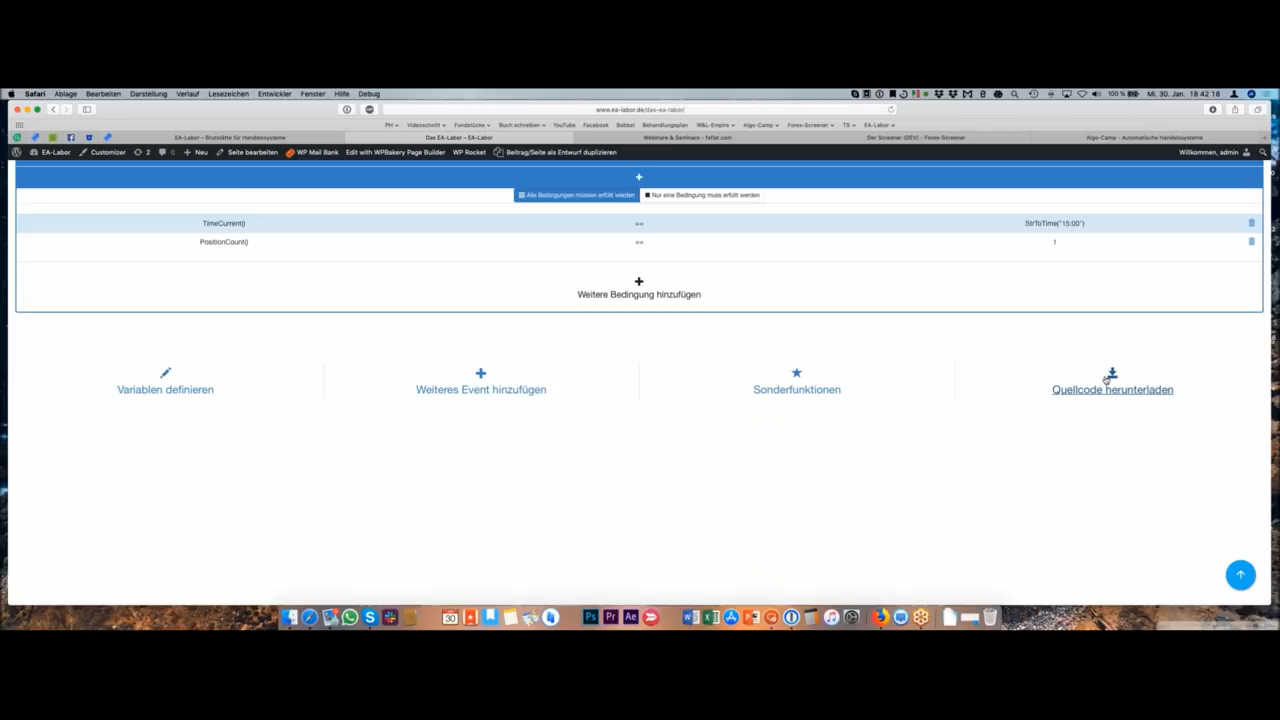 Safari Ablage Bearbeiten Darstellung Verlauf Lesezeichen Entwickler Fenster Hilfe Debug 100 % Mi. 30. Jan. 18 42 18
www.ea-labor.de/das-ea-labor/
PH Videoschnitt Fundstücke Buch schreiben YouTube Facebook Babbel Behandlungsplan W&L-Empire Algo-Camp Forex-Screener TS EA-Labor
EA-Labor – Brutstätte für Handelssysteme Das EA-Labor – EA-Labor Webinare & Seminare - fxflat.com Der Screener (DEV) - Forex-Screener Algo-Camp - Automatische Handelssysteme
EA-Labor Customizer 2 0 Neu Seite bearbeiten WP Mail Bank Edit with WPBakery Page Builder WP Rocket Beitrag/Seite als Entwurf duplizieren Willkommen, admin
Alle Bedingungen müssen erfüllt werden Nur eine Bedingung muss erfüllt werden
TimeCurrent() == StrToTime("15:00")
PositionCount() == 1
Weitere Bedingung hinzufügen
Variablen definieren Weiteres Event hinzufügen Sonderfunktionen Quellcode herunterladen
30 Ps Pr Ae